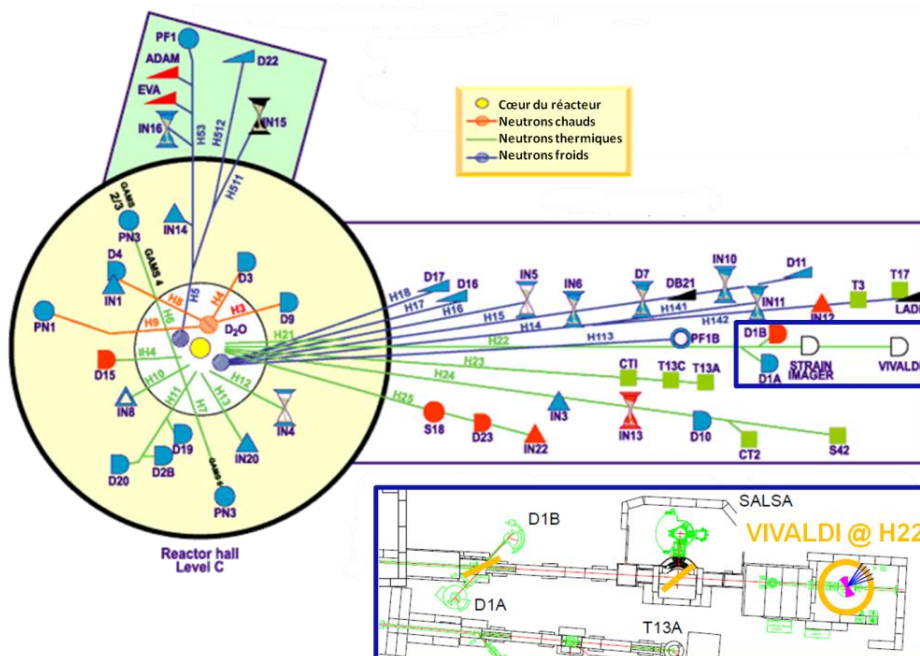 PF1
ADAM
D22
EVA
IN16
IN15
H53
H512
H511
Cœur du réacteur
Neutrons chauds
Neutrons thermiques
Neutrons froids
GAMS
2/3
PN3
GAMS 4
IN14
D4
IN1
D3
H8
H4
H3
H6
H5
D9
PN1
H9
D₂O
H21
D15
IH4
H10
IN8
H11
H7
H13
H12
IN4
D19
D2B
D20
IN20
PN3
Reactor hall
Level C
H18
D17
H17
D16
H16
IN5
H15
IN6
H14
D7
DB21
H141
IN10
D11
IN11
H142
IN12
T3
T17
LADI
H113
PF1B
H22
D1B
D1A
STRAIN
IMAGER
VIVALDI
H23
CTI
T13C
T13A
H24
H25
S18
D23
IN22
IN3
IN13
D10
CT2
S42
SALSA
D1B
VIVALDI @ H22
D1A
T13A